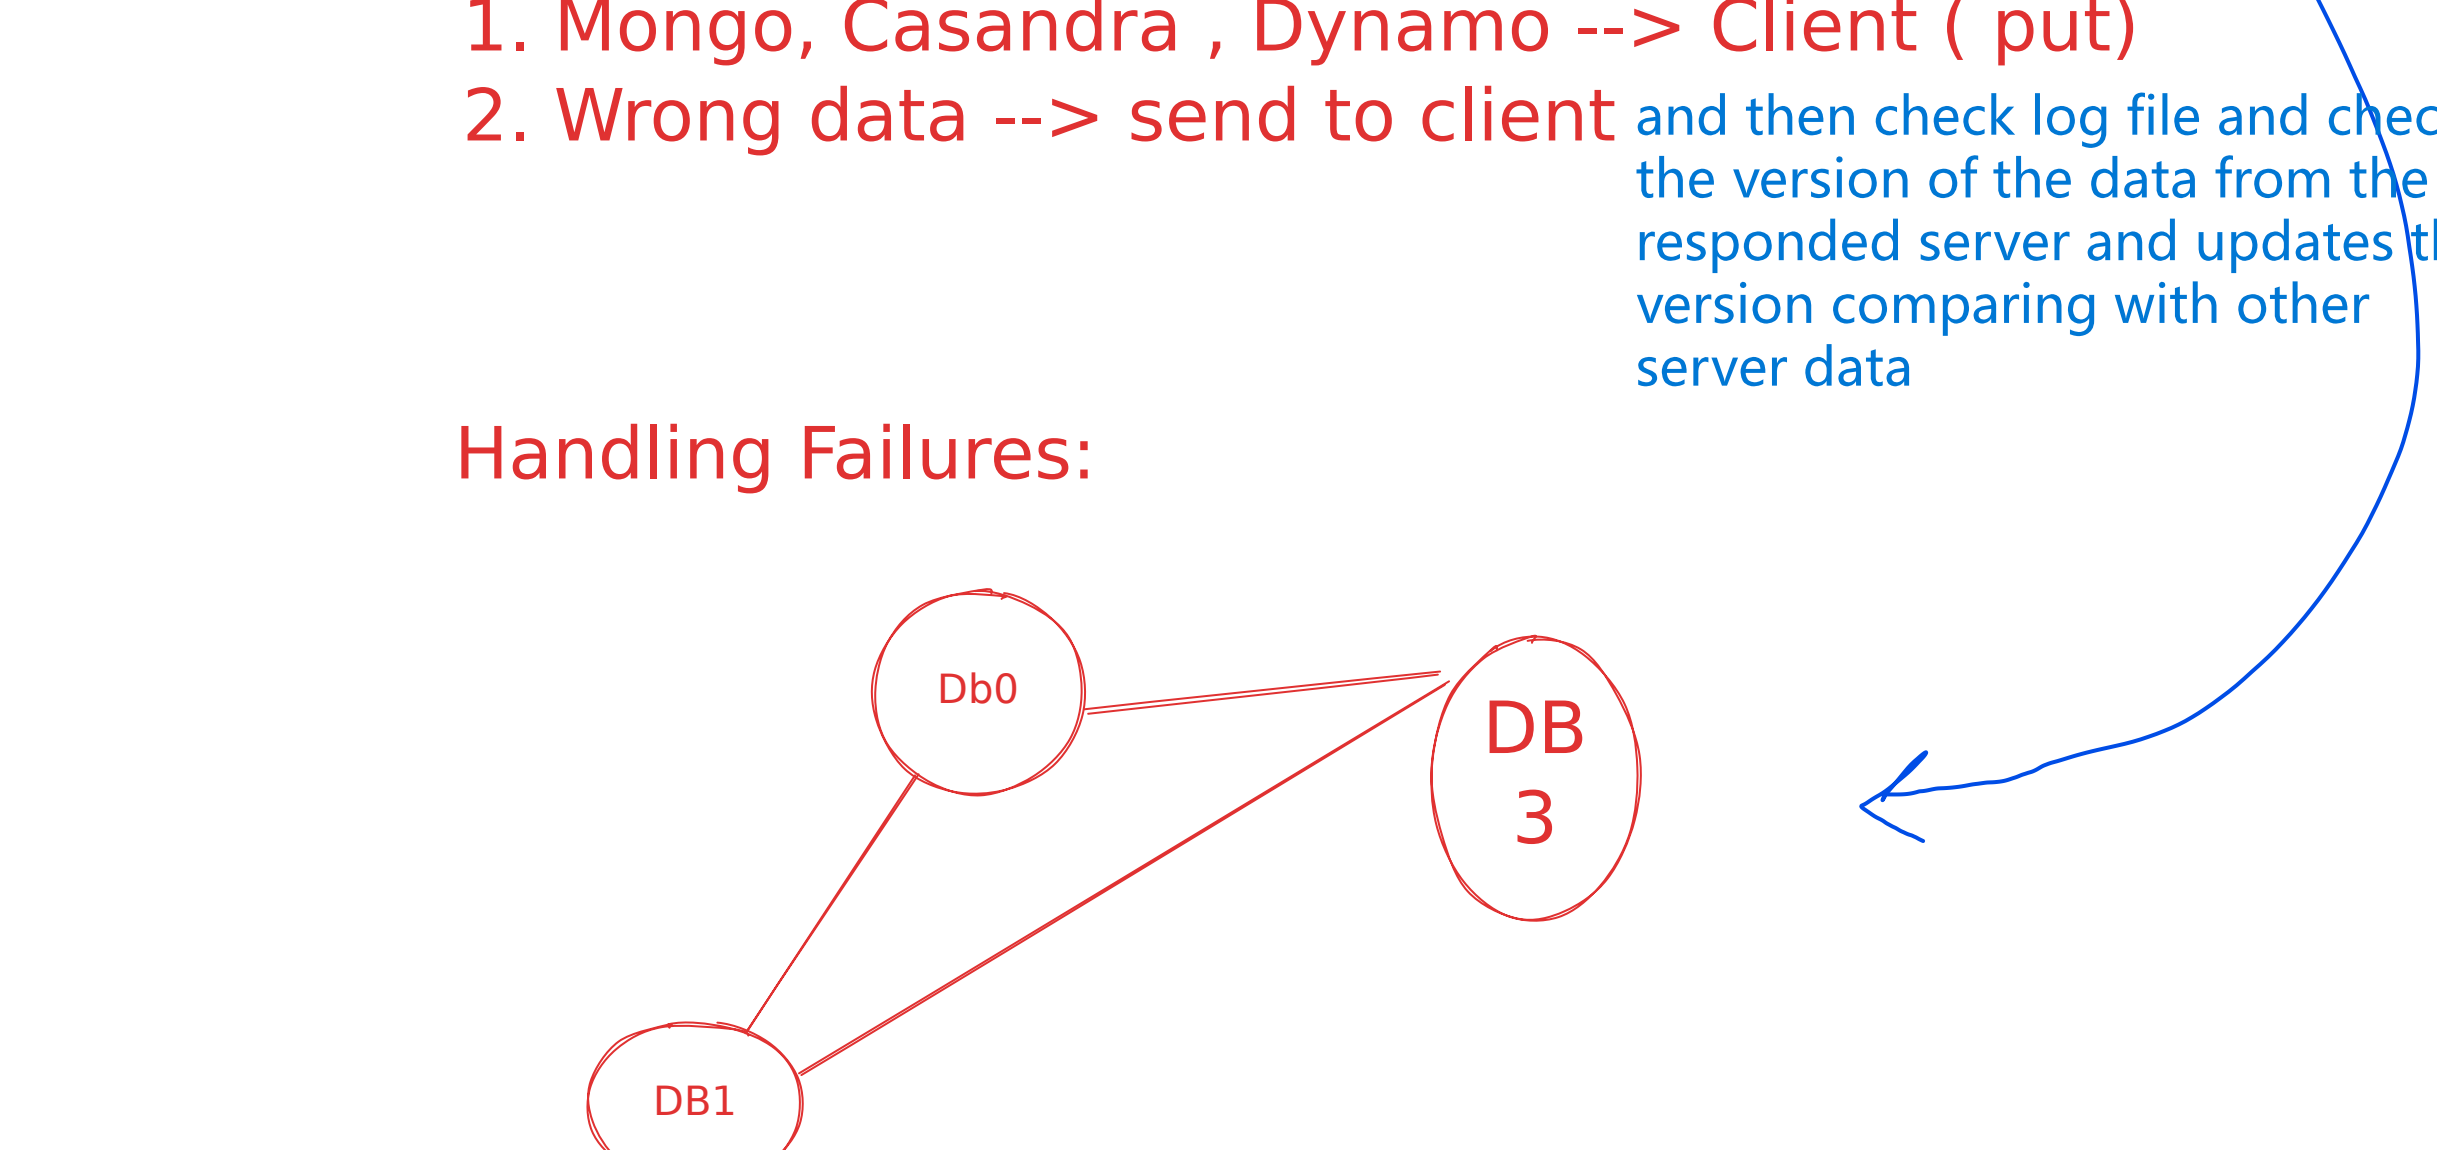 1. Mongo, Casandra , Dynamo --> Client ( put)
2. Wrong data --> send to client
and then check log file and chec
the version of the data from the
responded server and updates th
version comparing with other
server data
Handling Failures:
Db0
DB
3
DB1